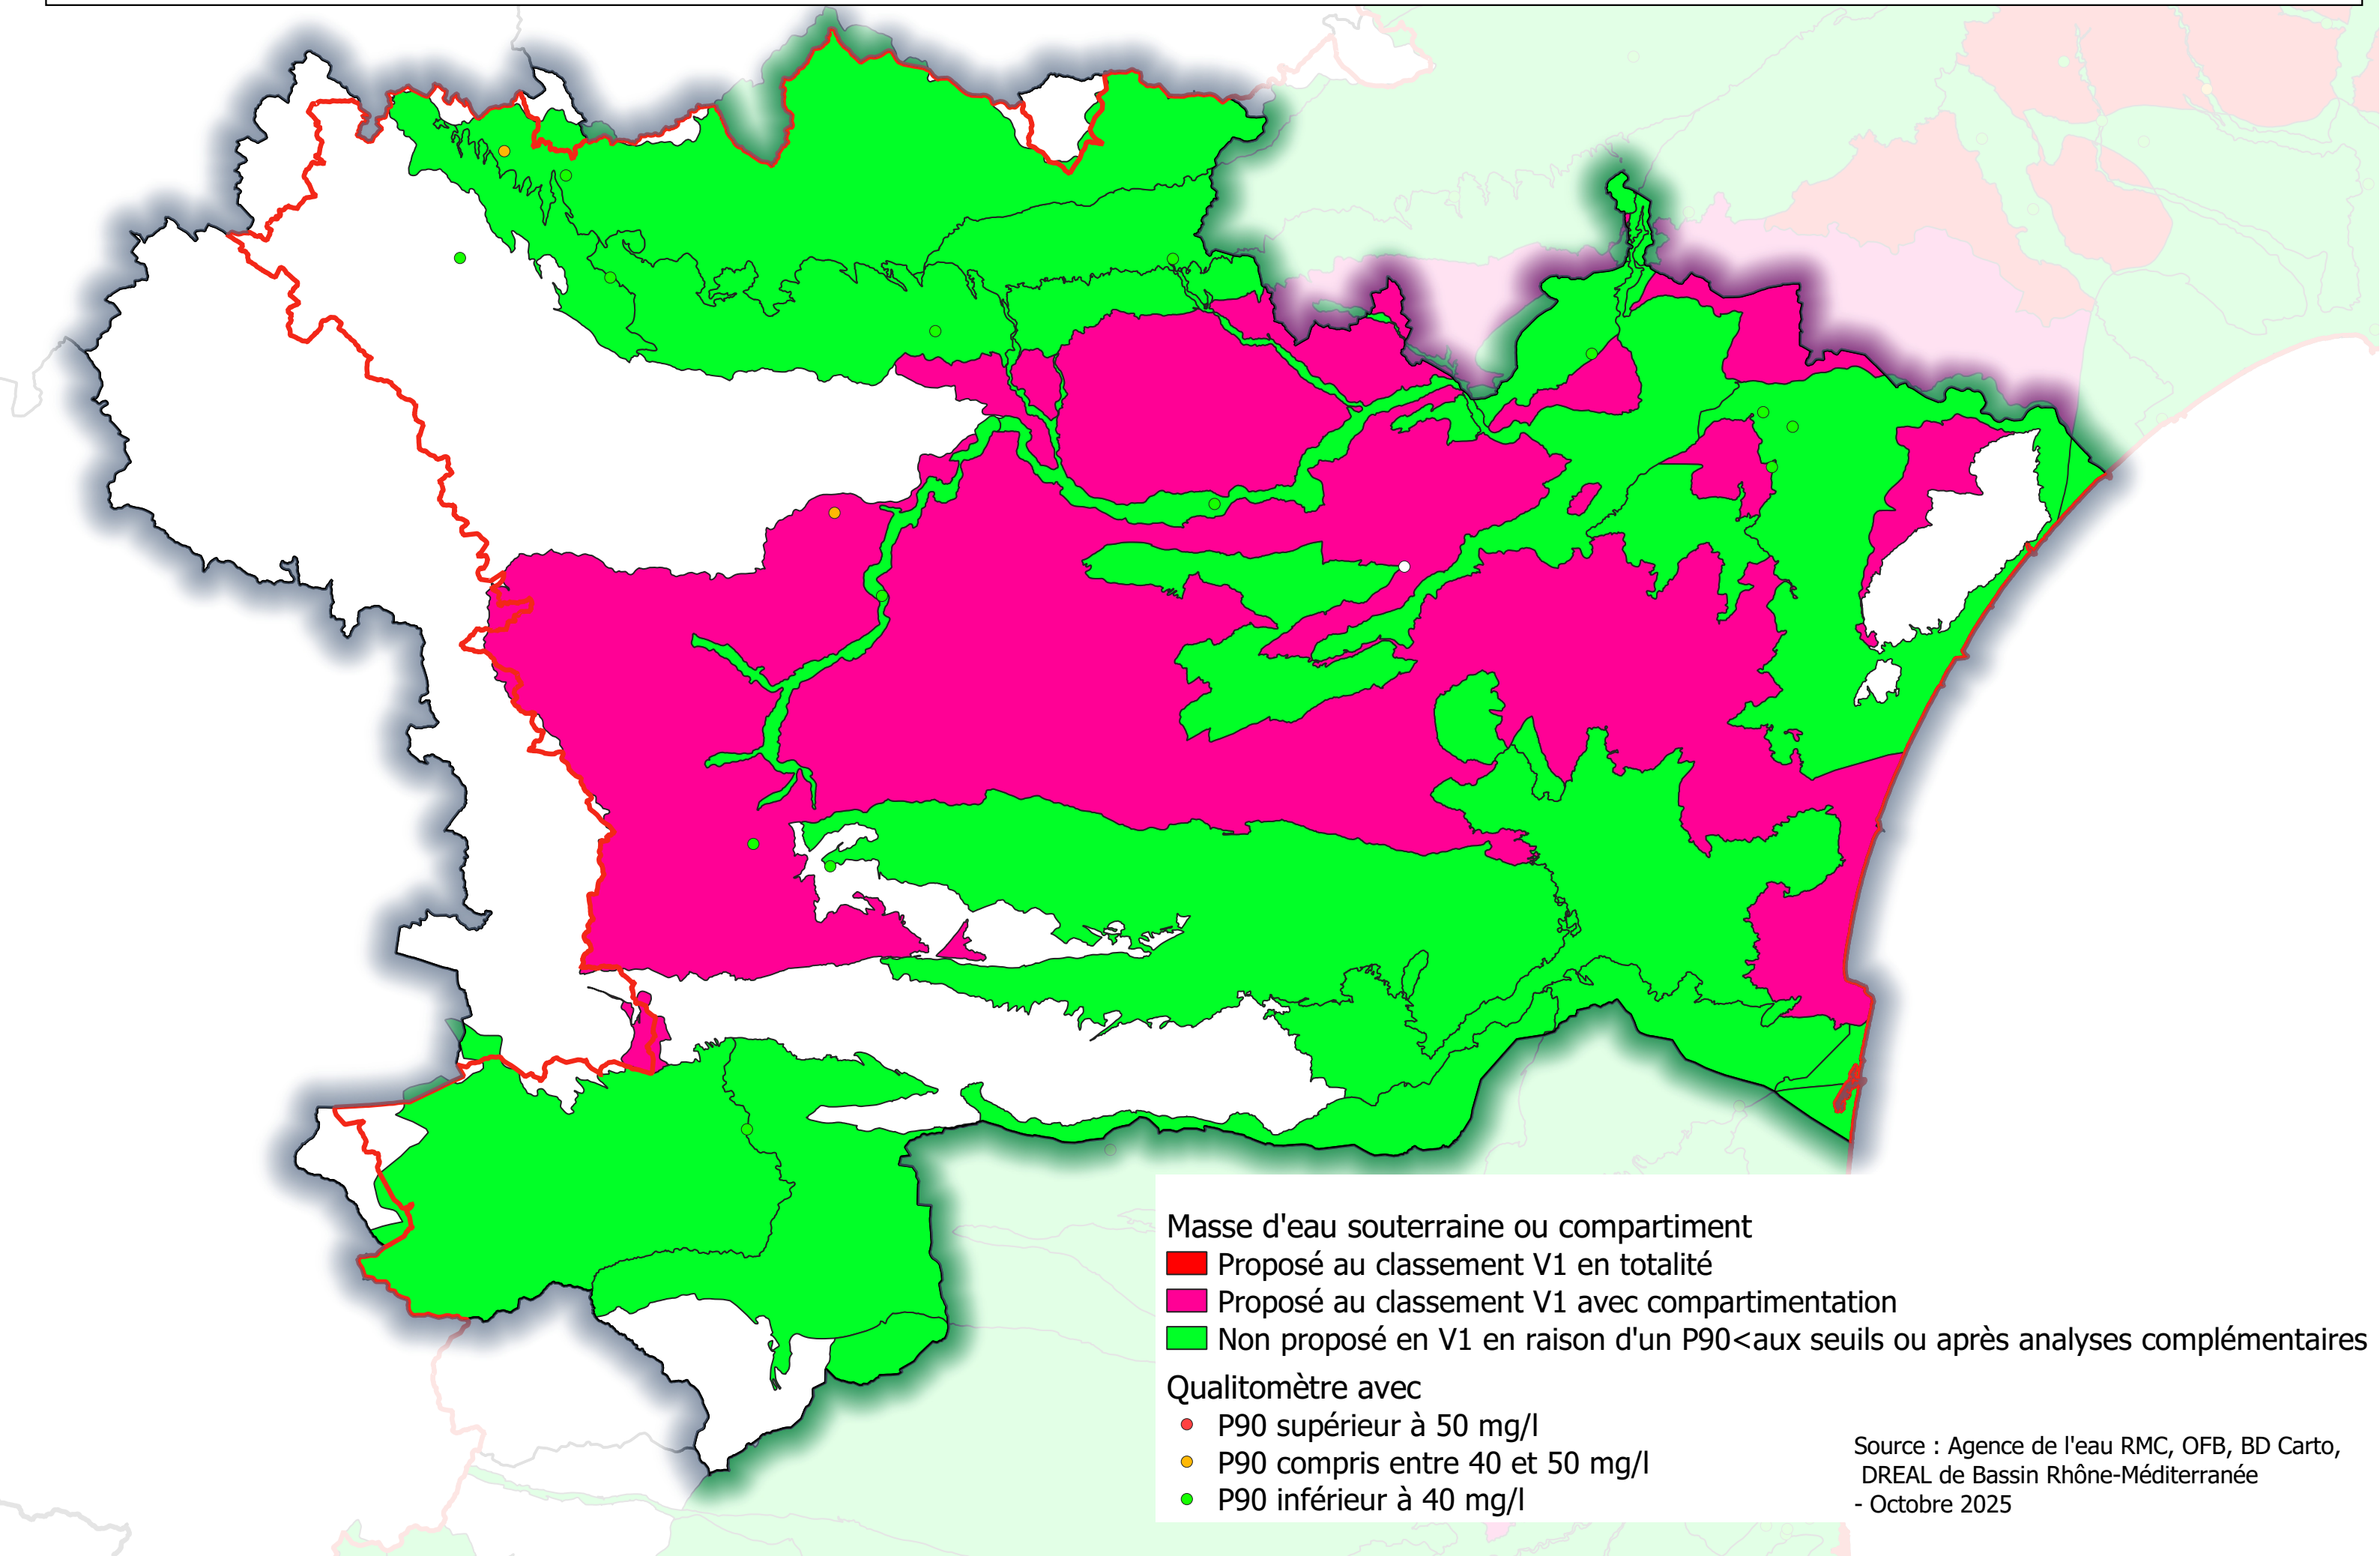 Masse d'eau souterraine ou compartiment
Proposé au classement V1 en totalité
Proposé au classement V1 avec compartimentation
Non proposé en V1 en raison d'un P90<aux seuils ou après analyses complémentaires
Qualitomètre avec
P90 supérieur à 50 mg/l
P90 compris entre 40 et 50 mg/l
P90 inférieur à 40 mg/l
Source : Agence de l'eau RMC, OFB, BD Carto,
DREAL de Bassin Rhône-Méditerranée
- Octobre 2025